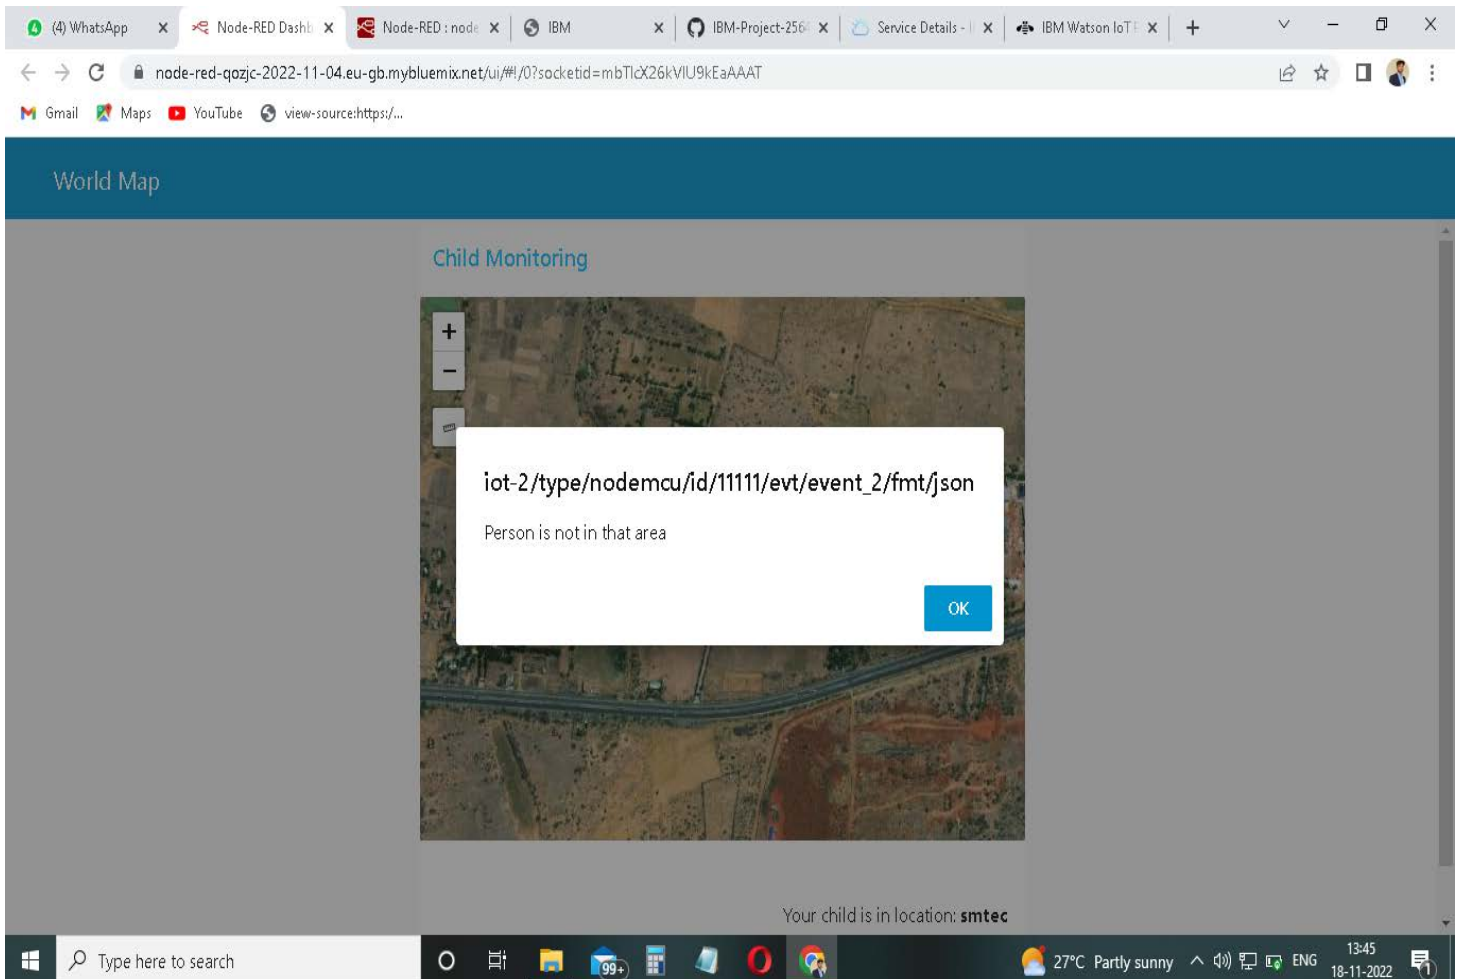 (4) WhatsApp
Node-RED Dashb
Node-RED : node
IBM
IBM-Project-256
Service Details - I
IBM Watson IoT P
node-red-qozjc-2022-11-04.eu-gb.mybluemix.net/ui/#!/0?socketid=mbTlcX26kVIU9kEaAAAT
Gmail
Maps
YouTube
view-source:https:/...
World Map
Child Monitoring
+
−
iot-2/type/nodemcu/id/11111/evt/event_2/fmt/json
Person is not in that area
OK
Your child is in location: smtec
Type here to search
99+
27°C Partly sunny
ENG
13:45
18-11-2022
1